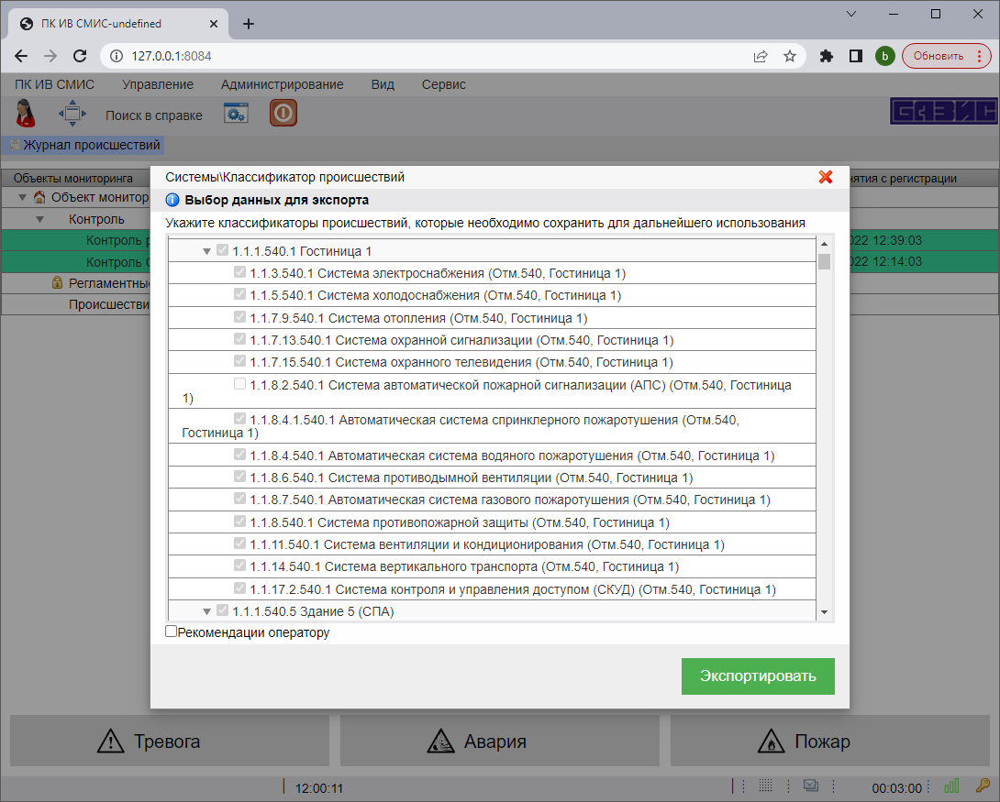 ПК ИВ СМИС-undefined
127.0.0.1:8084
b
Обновить
ПК ИВ СМИС Управление Администрирование Вид Сервис
Поиск в справке
БАЗИС
Журнал происшествий
Объекты мониторинга
нятия с регистрации
Объект монитор
Контроль
Контроль
022 12:39:03
Контроль
022 12:14:03
Регламентные
Происшестви
Системы\Классификатор происшествий
Выбор данных для экспорта
Укажите классификаторы происшествий, которые необходимо сохранить для дальнейшего использования
1.1.1.540.1 Гостиница 1
1.1.3.540.1 Система электроснабжения (Отм.540, Гостиница 1)
1.1.5.540.1 Система холодоснабжения (Отм.540, Гостиница 1)
1.1.7.9.540.1 Система отопления (Отм.540, Гостиница 1)
1.1.7.13.540.1 Система охранной сигнализации (Отм.540, Гостиница 1)
1.1.7.15.540.1 Система охранного телевидения (Отм.540, Гостиница 1)
1.1.8.2.540.1 Система автоматической пожарной сигнализации (АПС) (Отм.540, Гостиница
1)
1.1.8.4.1.540.1 Автоматическая система спринклерного пожаротушения (Отм.540,
Гостиница 1)
1.1.8.4.540.1 Автоматическая система водяного пожаротушения (Отм.540, Гостиница 1)
1.1.8.6.540.1 Система противодымной вентиляции (Отм.540, Гостиница 1)
1.1.8.7.540.1 Автоматическая система газового пожаротушения (Отм.540, Гостиница 1)
1.1.8.540.1 Система противопожарной защиты (Отм.540, Гостиница 1)
1.1.11.540.1 Система вентиляции и кондиционирования (Отм.540, Гостиница 1)
1.1.14.540.1 Система вертикального транспорта (Отм.540, Гостиница 1)
1.1.17.2.540.1 Система контроля и управления доступом (СКУД) (Отм.540, Гостиница 1)
1.1.1.540.5 Здание 5 (СПА)
Рекомендации оператору
Экспортировать
Тревога
Авария
Пожар
12:00:11
00:03:00